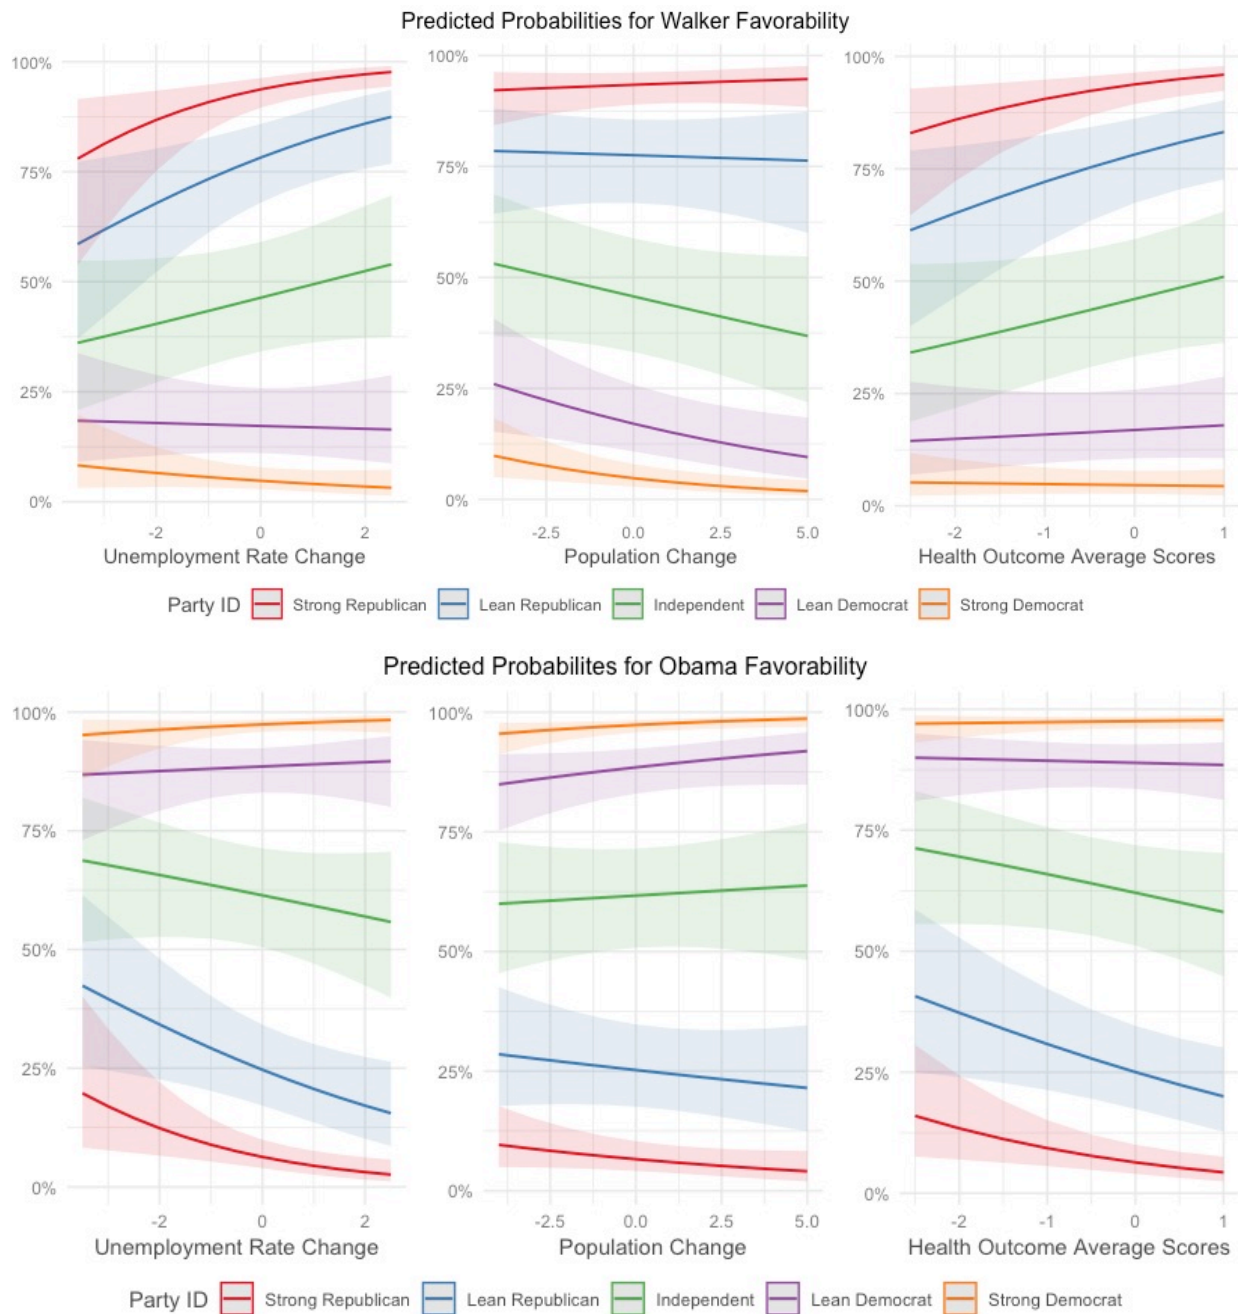 Predicted Probabilities for Walker Favorability
100% 100% 100%
75% 75% 75%
50% 50% 50%
25% 25% 25%
0% 0% 0%
-2 0 2 -2.5 0.0 2.5 5.0 -2 -1 0 1
Unemployment Rate Change Population Change Health Outcome Average Scores
Party ID Strong Republican Lean Republican Independent Lean Democrat Strong Democrat
Predicted Probabilites for Obama Favorability
100% 100% 100%
75% 75% 75%
50% 50% 50%
25% 25% 25%
0% 0% 0%
-2 0 2 -2.5 0.0 2.5 5.0 -2 -1 0 1
Unemployment Rate Change Population Change Health Outcome Average Scores
Party ID Strong Republican Lean Republican Independent Lean Democrat Strong Democrat